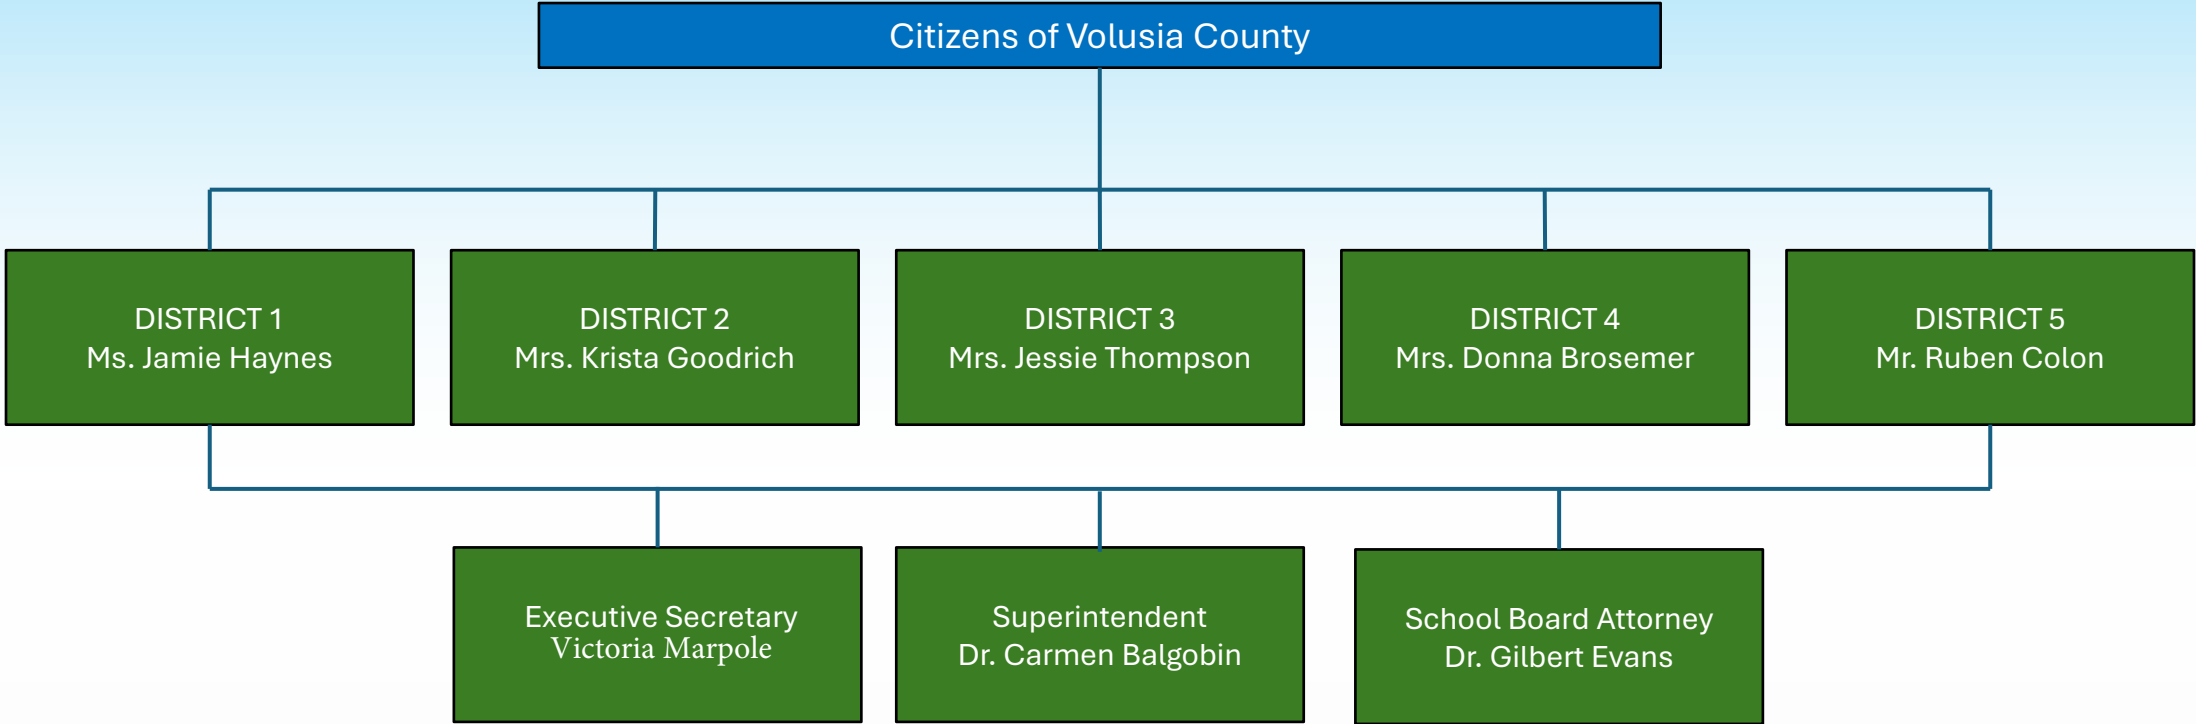 Citizens of Volusia County
DISTRICT 1
Ms. Jamie Haynes
DISTRICT 2
Mrs. Krista Goodrich
DISTRICT 3
Mrs. Jessie Thompson
DISTRICT 4
Mrs. Donna Brosemer
DISTRICT 5
Mr. Ruben Colon
Executive Secretary
Victoria Marpole
Superintendent
Dr. Carmen Balgobin
School Board Attorney
Dr. Gilbert Evans